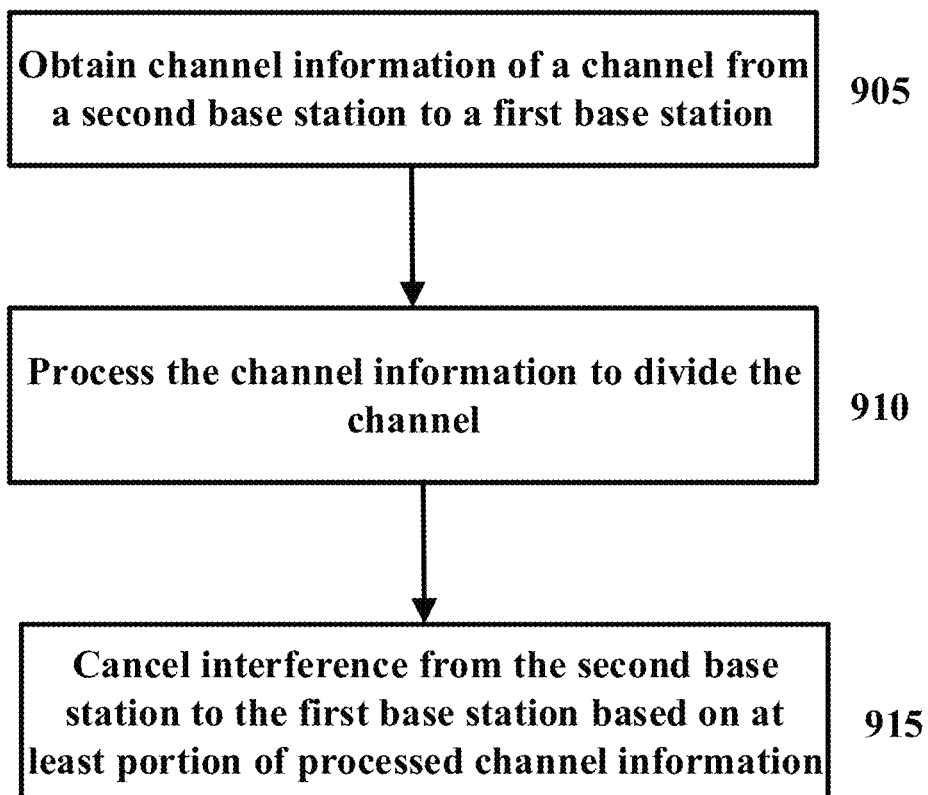 Obtain channel information of a channel from
a second base station to a first base station
905
Process the channel information to divide the
channel
910
Cancel interference from the second base
station to the first base station based on at
least portion of processed channel information
915